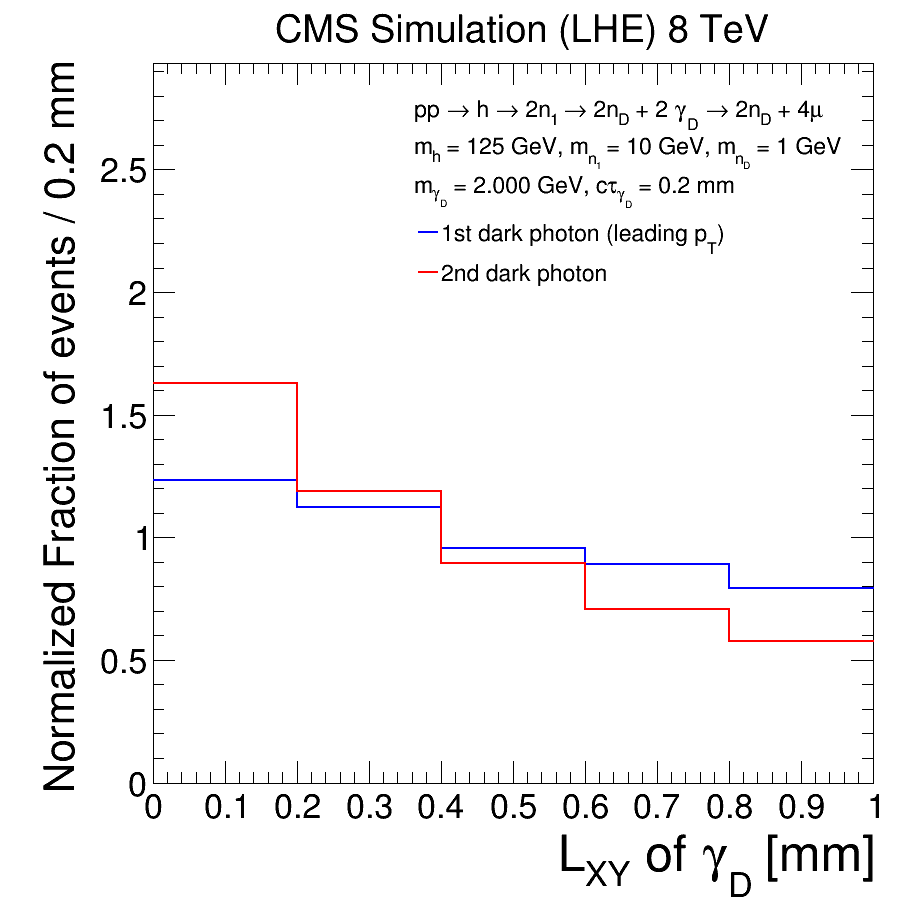 CMS Simulation (LHE) 8 TeV
Normalized Fraction of events / 0.2 mm
pp → h → 2n1 → 2nD + 2 γD → 2nD + 4μ
mh = 125 GeV, mn1 = 10 GeV, mnD = 1 GeV
mγD = 2.000 GeV, cτγD = 0.2 mm
1st dark photon (leading pT)
2nd dark photon
2.5
2
1.5
1
0.5
0
0 0.1 0.2 0.3 0.4 0.5 0.6 0.7 0.8 0.9 1
LXY of γD [mm]